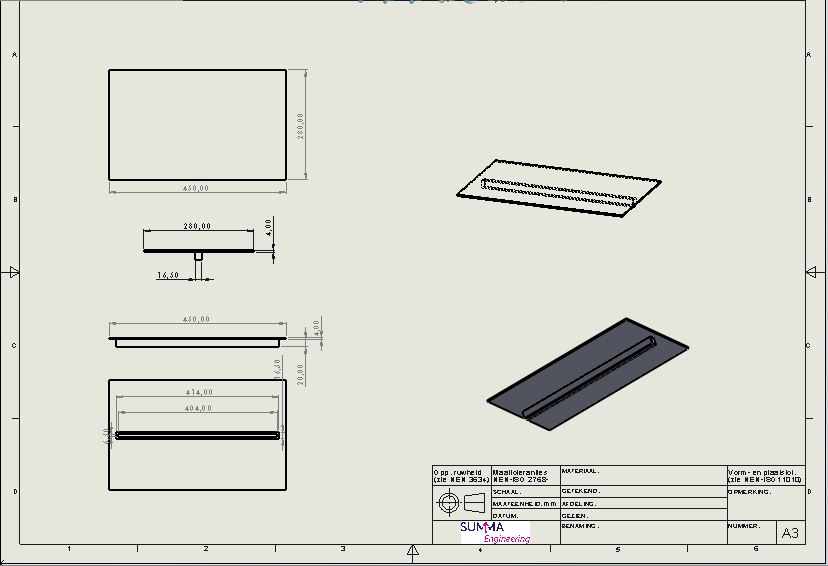 A
A
280,00
450,00
B
B
280,00
4,00
16,50
450,00
4,00
C
C
20,00
16,50
414,00
404,00
6,50
Opp. ruwheid
(zie NEN 3634)
Maattoleranties
NEN-ISO 2768-
MATERIAAL:
Vorm- en plaatstol.
(zie NEN-ISO 11010)
D
D
SCHAAL:
GETEKEND:
OPMERKING:
MAATEENHEID: mm
AFDELING:
DATUM:
GEZIEN:
SUMMA
Engineering
BENAMING:
NUMMER:
A3
1
2
3
4
5
6